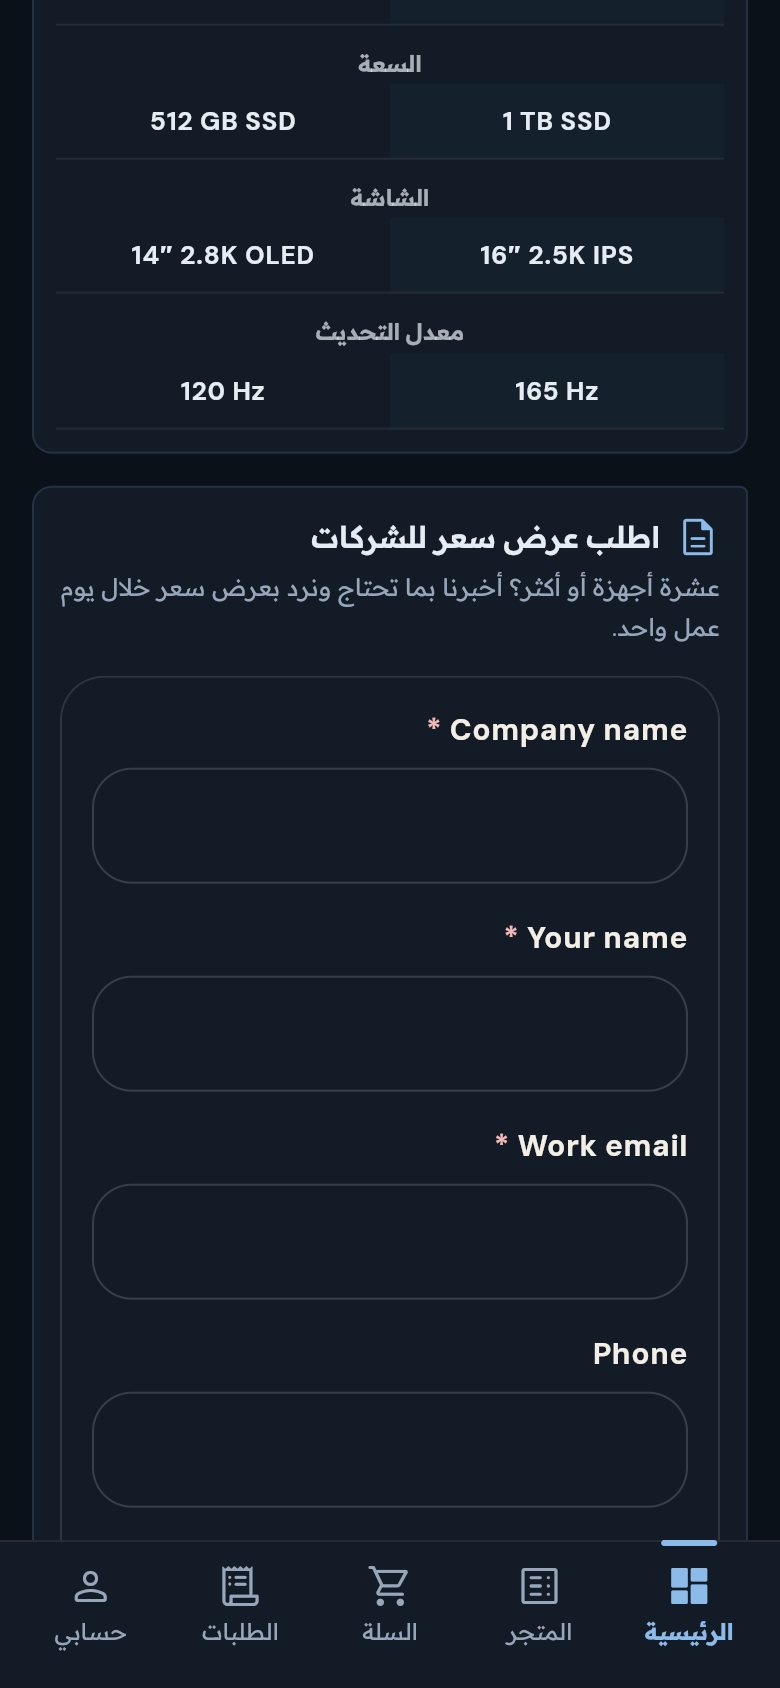 السعة
1 TB SSD
512 GB SSD
الشاشة
16″ 2.5K IPS
14″ 2.8K OLED
معدل التحديث
165 Hz
120 Hz
اطلب عرض سعر للشركات
عشرة أجهزة أو أكثر؟ أخبرنا بما تحتاج ونرد بعرض سعر خلال يوم
عمل واحد.
Company name *
Your name *
Work email *
Phone
الرئيسية
المتجر
السلة
الطلبات
حسابي